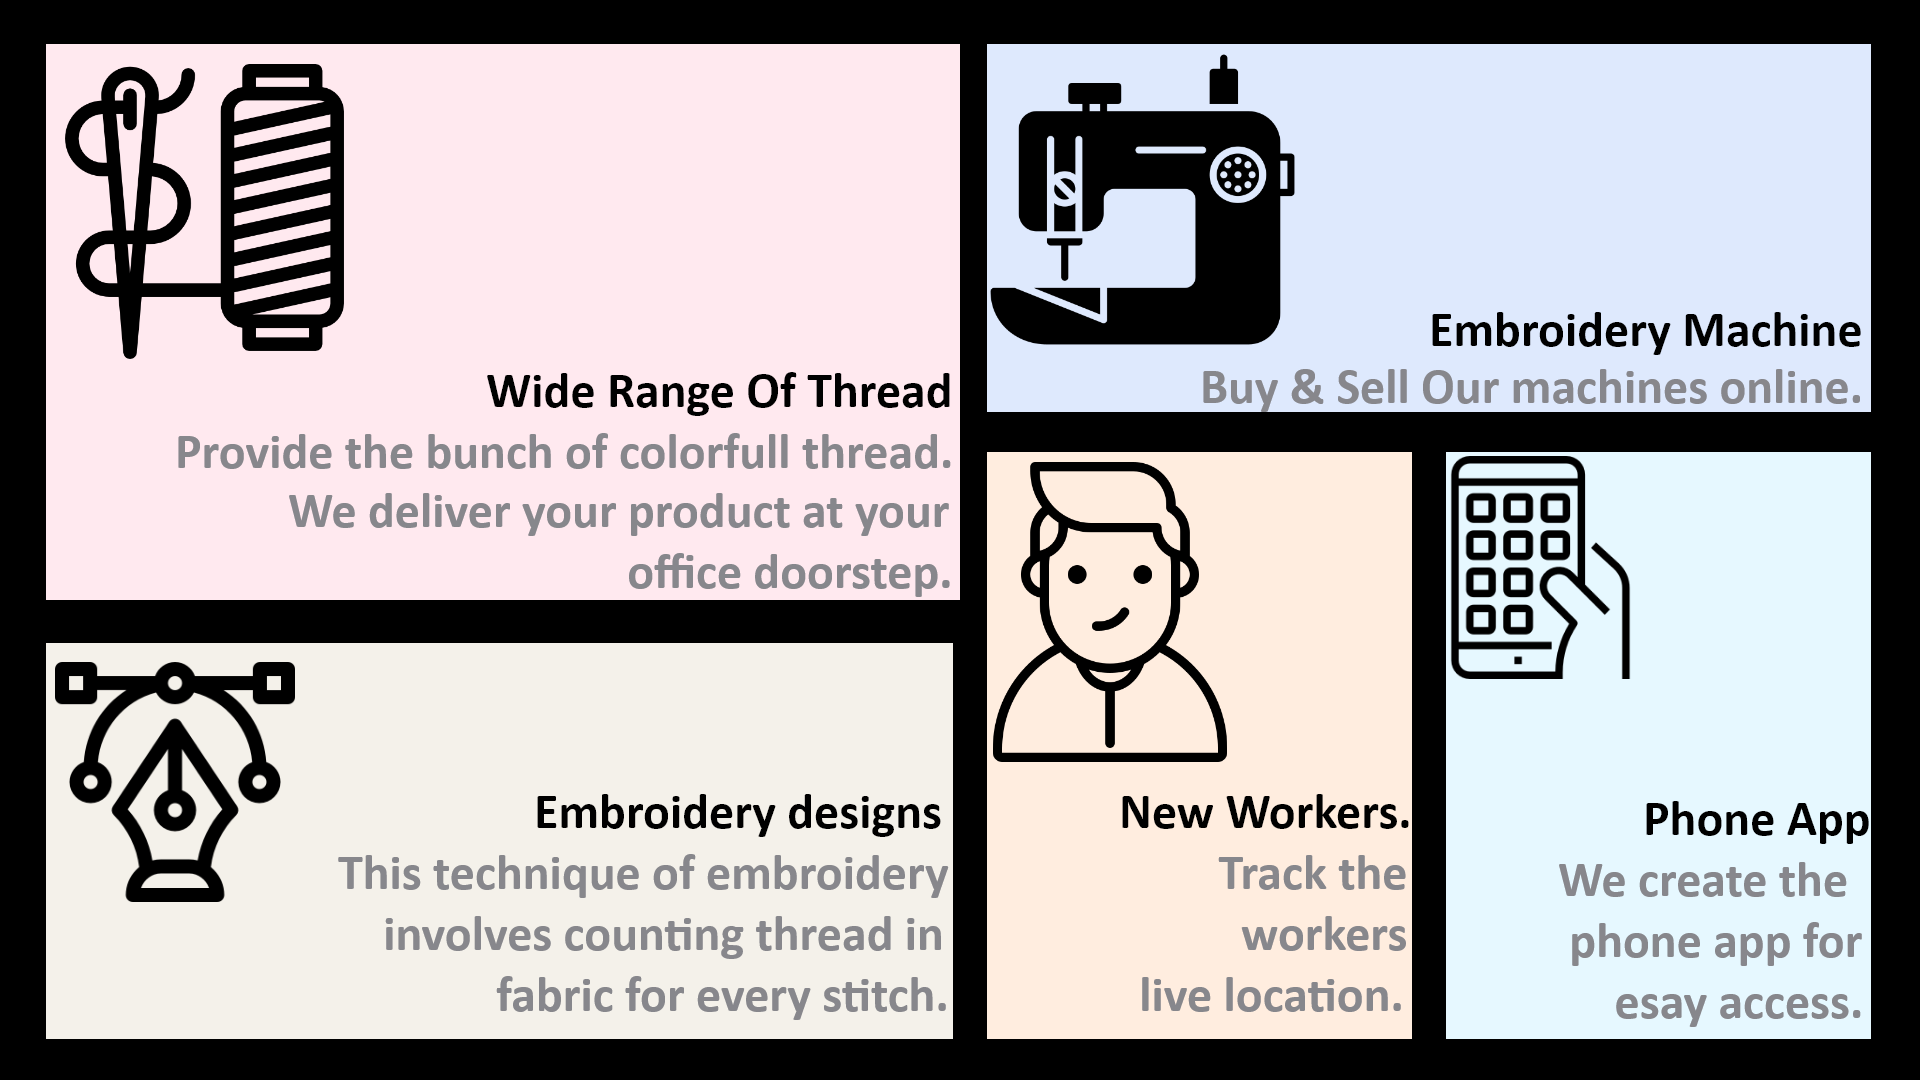 Wide Range Of Thread
Provide the bunch of colorfull thread.
We deliver your product at your
office doorstep.
Embroidery Machine
Buy & Sell Our machines online.
Embroidery designs
This technique of embroidery
involves counting thread in
fabric for every stitch.
New Workers.
Track the
workers
live location.
Phone App
We create the
phone app for
esay access.